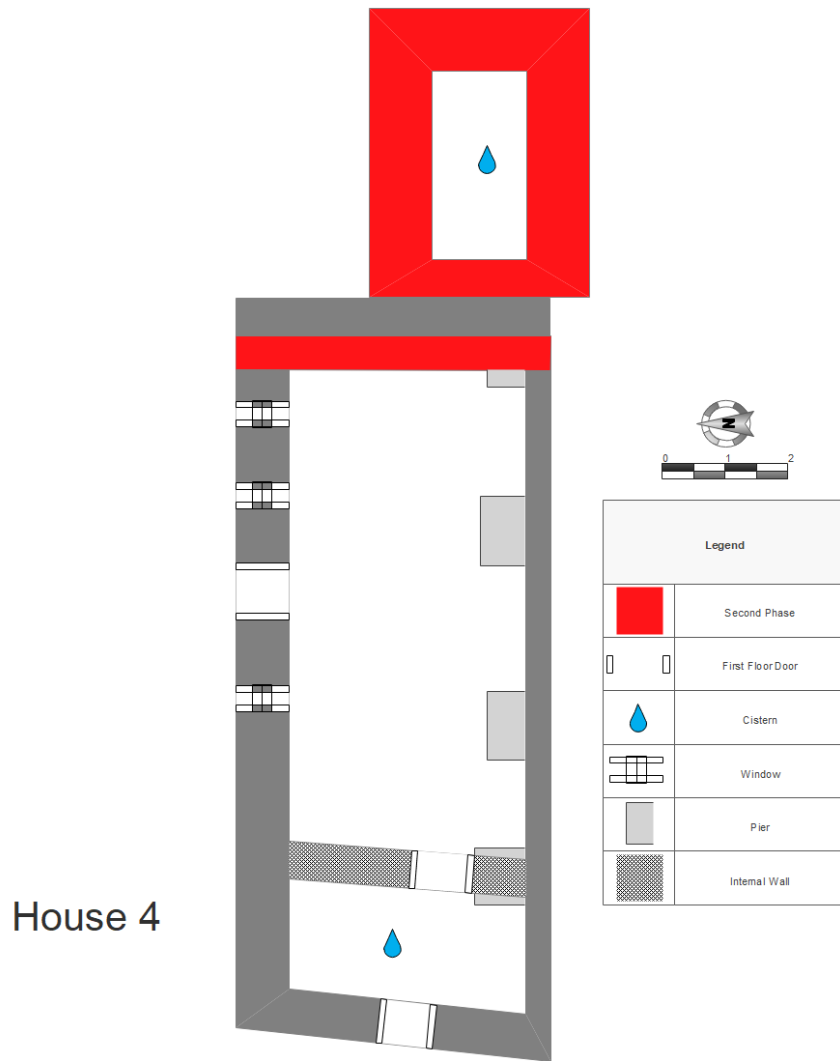 N
0 1 2
Legend
Second Phase
First Floor Door
Cistern
Window
Pier
Internal Wall
House 4